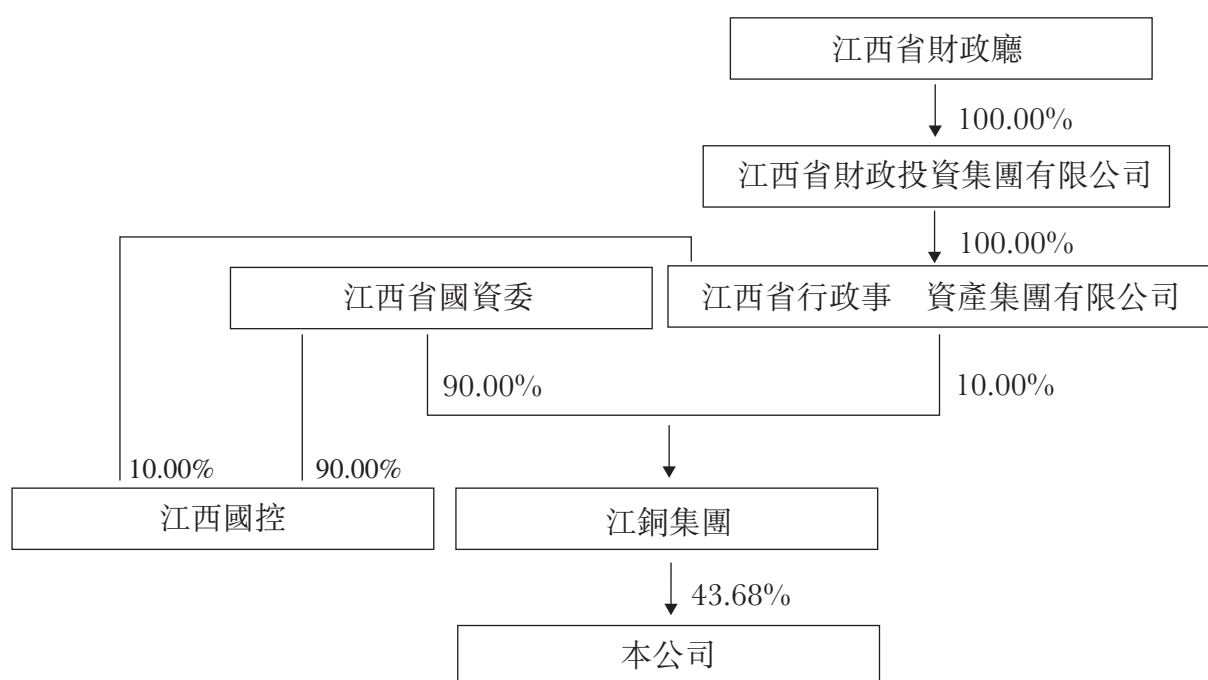 江西省財政廳
100.00%
江西省財政投資集團有限公司
100.00%
江西省國資委
江西省行政事 資產集團有限公司
90.00%
10.00%
10.00%
90.00%
江西國控
江銅集團
43.68%
本公司